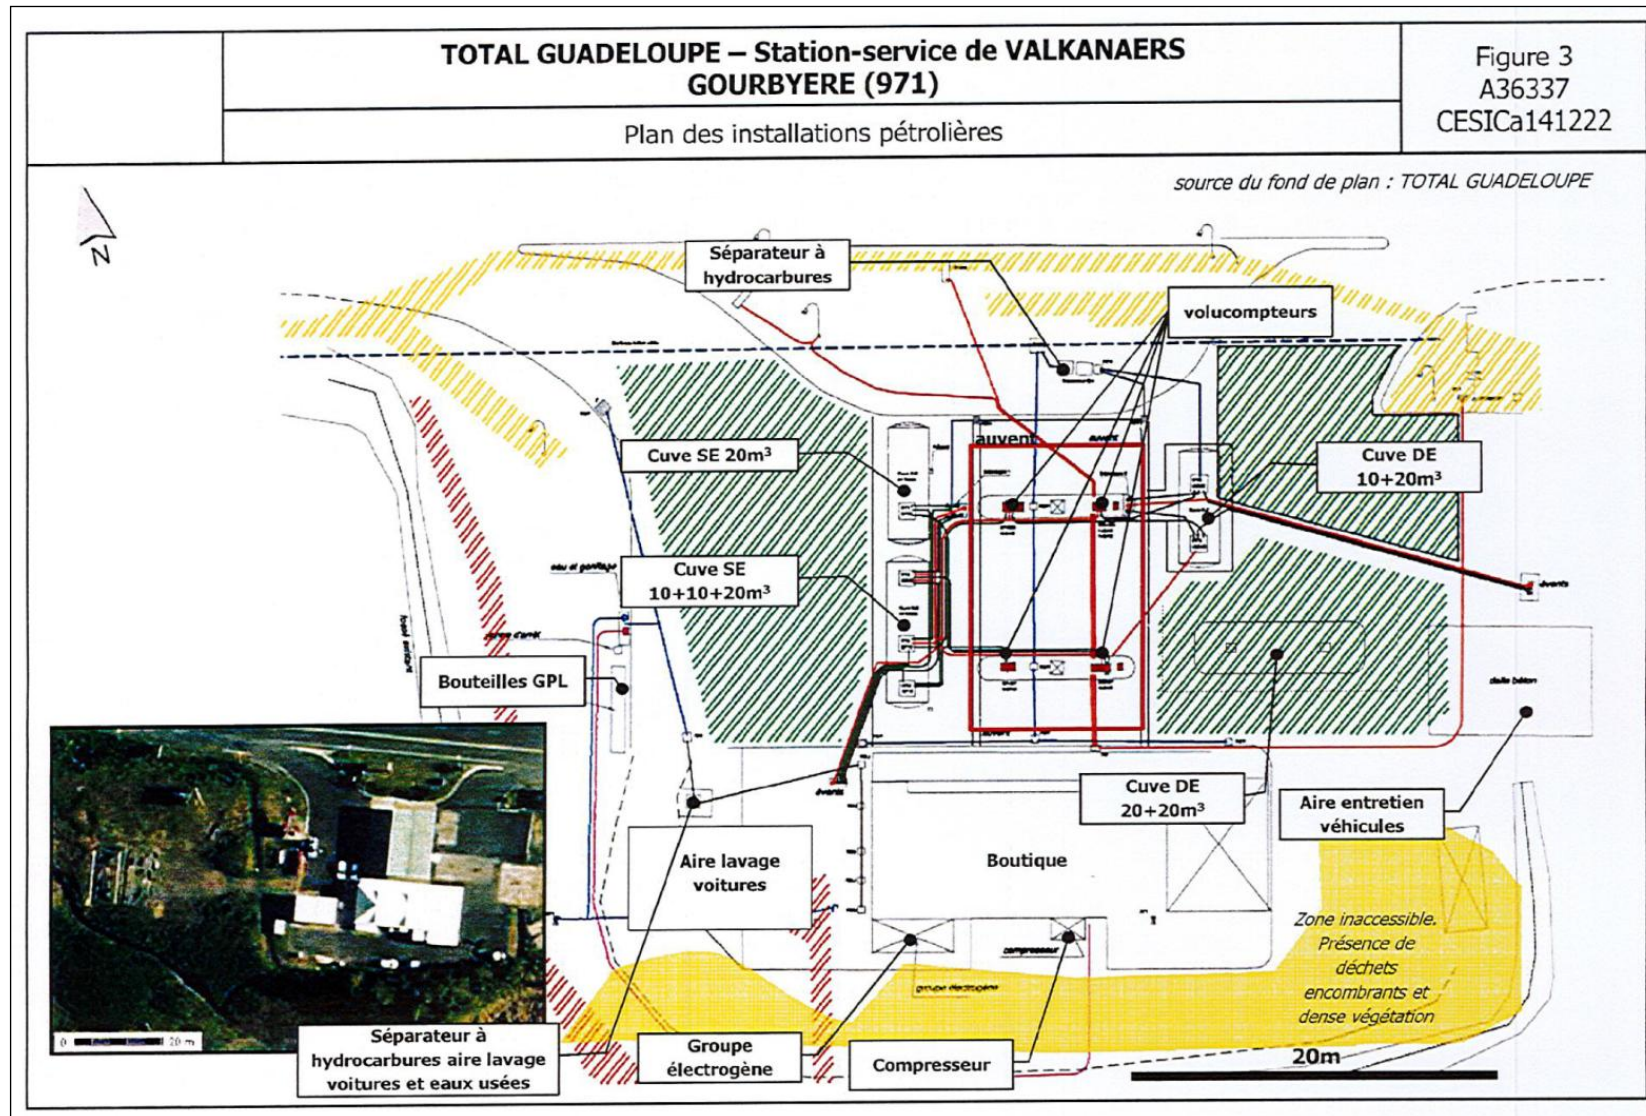 TOTAL GUADELOUPE – Station-service de VALKANAERS
GOURBYERE (971)
Plan des installations pétrolières
Figure 3
A36337
CESICa141222
source du fond de plan : TOTAL GUADELOUPE
N
Séparateur à
hydrocarbures
volucompteurs
auvent
auvent
Cuve SE 20m³
Cuve DE
10+20m³
eau et gonflage
Cuve SE
10+10+20m³
évents
Bouteilles GPL
dalle béton
auvent
évents
Cuve DE
20+20m³
Aire entretien
véhicules
Aire lavage
voitures
Boutique
compresseur
groupe électrogène
Zone inaccessible.
Présence de
déchets
encombrants et
dense végétation
0 20 m
Séparateur à
hydrocarbures aire lavage
voitures et eaux usées
Groupe
électrogène
Compresseur
20m